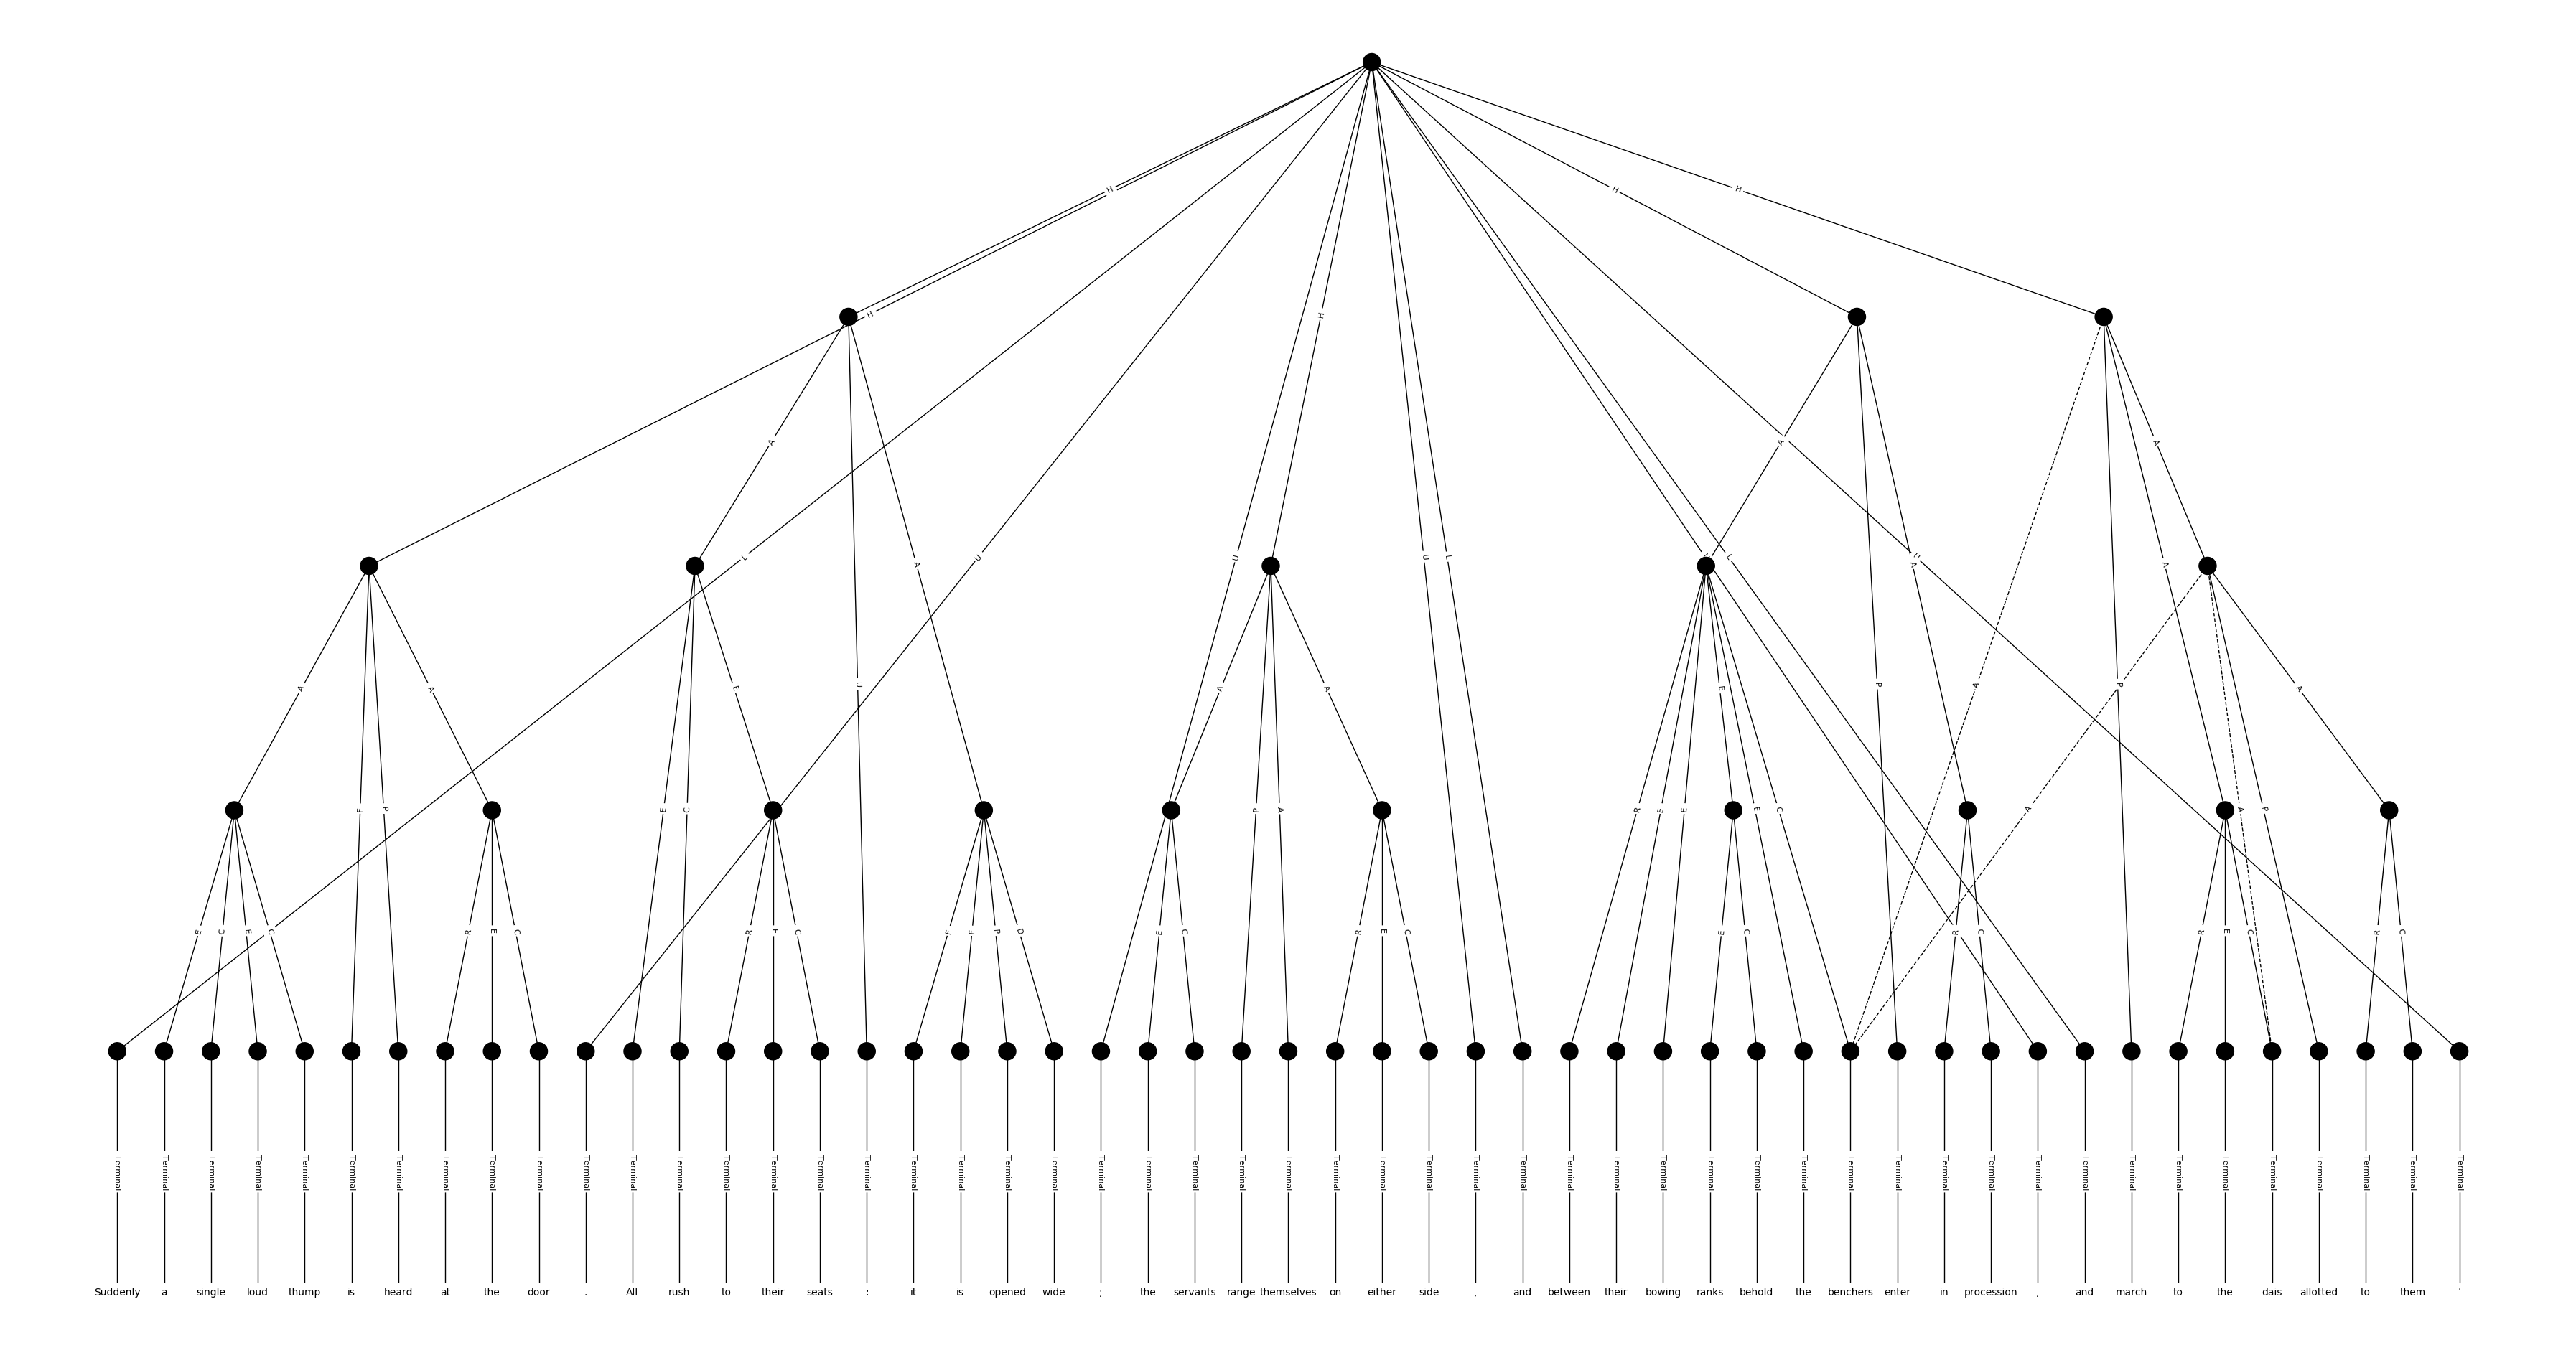 H H
H H
A L U A U H A U L A U L U A A A
A A E U A A E P A P A A
F P E C P A R E E E C A A P
E C E C R E C R E C F F P D E C R E C E C R C R E C R C
Terminal Terminal Terminal Terminal Terminal Terminal Terminal Terminal Terminal Terminal Terminal Terminal Terminal Terminal Terminal Terminal Terminal Terminal Terminal Terminal Terminal Terminal Terminal Terminal Terminal Terminal Terminal Terminal Terminal Terminal Terminal Terminal Terminal Terminal Terminal Terminal Terminal Terminal Terminal Terminal Terminal Terminal Terminal Terminal Terminal Terminal Terminal Terminal Terminal Terminal Terminal
Suddenly a single loud thump is heard at the door . All rush to their seats : it is opened wide ; the servants range themselves on either side , and between their bowing ranks behold the benchers enter in procession , and march to the dais allotted to them .